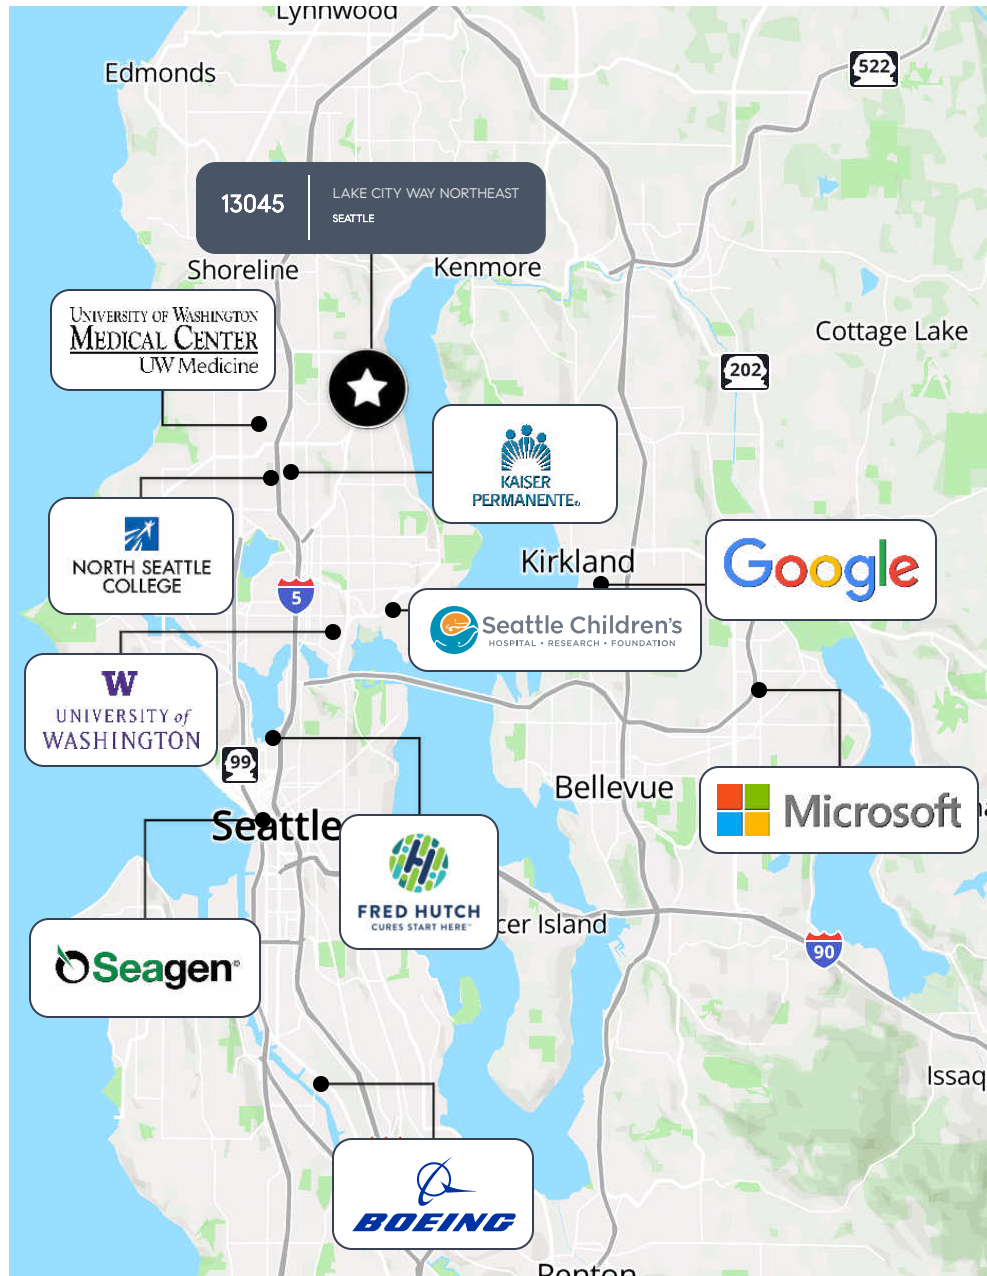 Lynnwood
Edmonds
522
13045
LAKE CITY WAY NORTHEAST
SEATTLE
Shoreline
Kenmore
UNIVERSITY OF WASHINGTON
MEDICAL CENTER
UW Medicine
Cottage Lake
202
KAISER
PERMANENTE®
NORTH SEATTLE
COLLEGE
Kirkland
Google
5
Seattle Children's
HOSPITAL • RESEARCH • FOUNDATION
W
UNIVERSITY of
WASHINGTON
99
Bellevue
Microsoft
Seattle
FRED HUTCH
CURES START HERE™
cer Island
90
Seagen®
Issaq
BOEING
Renton